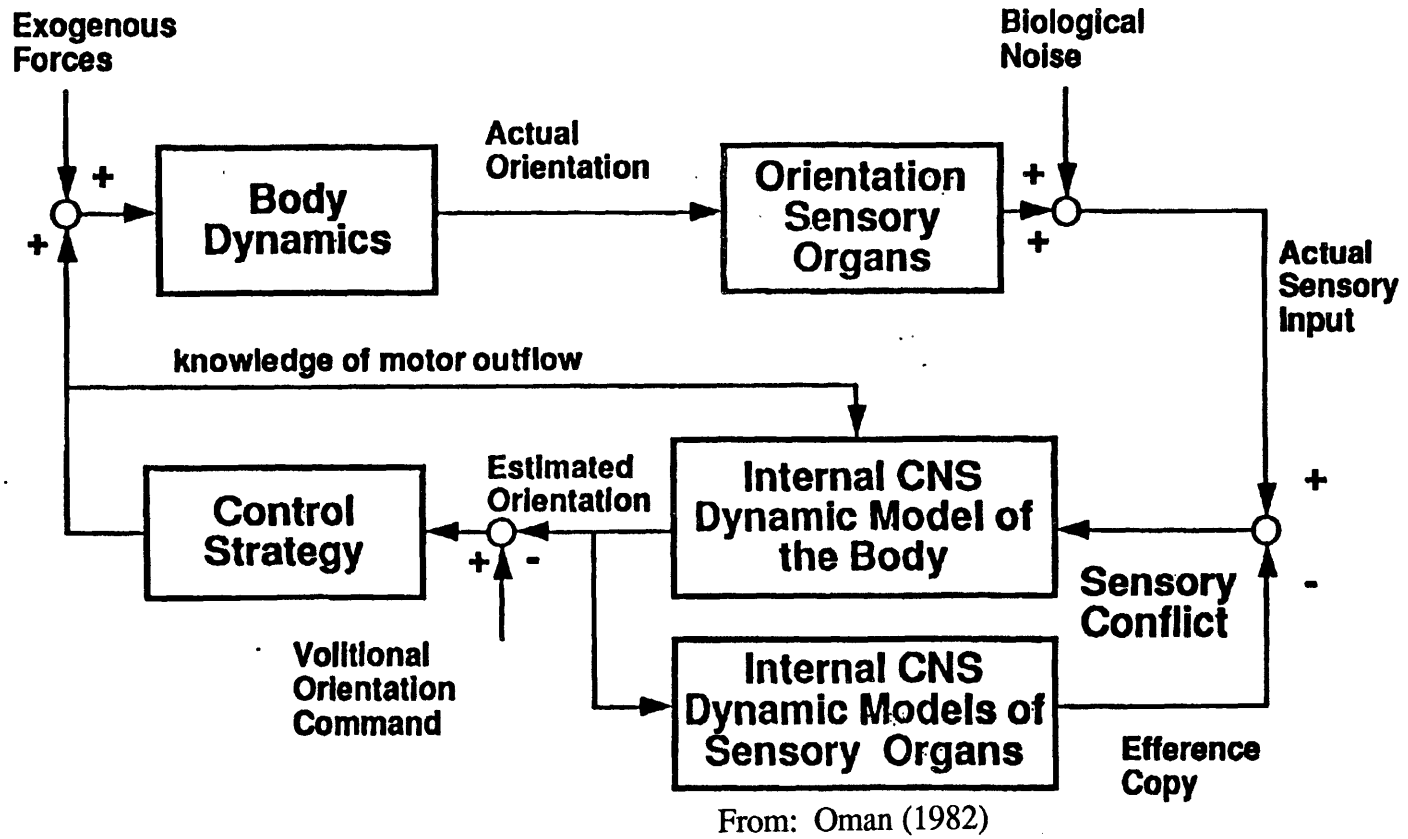 Exogenous
Forces
Biological
Noise
+
+
Body
Dynamics
Actual
Orientation
Orientation
Sensory
Organs
+
+
Actual
Sensory
Input
knowledge of motor outflow
Control
Strategy
Estimated
Orientation
+ -
Volitional
Orientation
Command
Internal CNS
Dynamic Model of
the Body
+
-
Sensory
Conflict
Internal CNS
Dynamic Models of
Sensory Organs
Efference
Copy
From: Oman (1982)